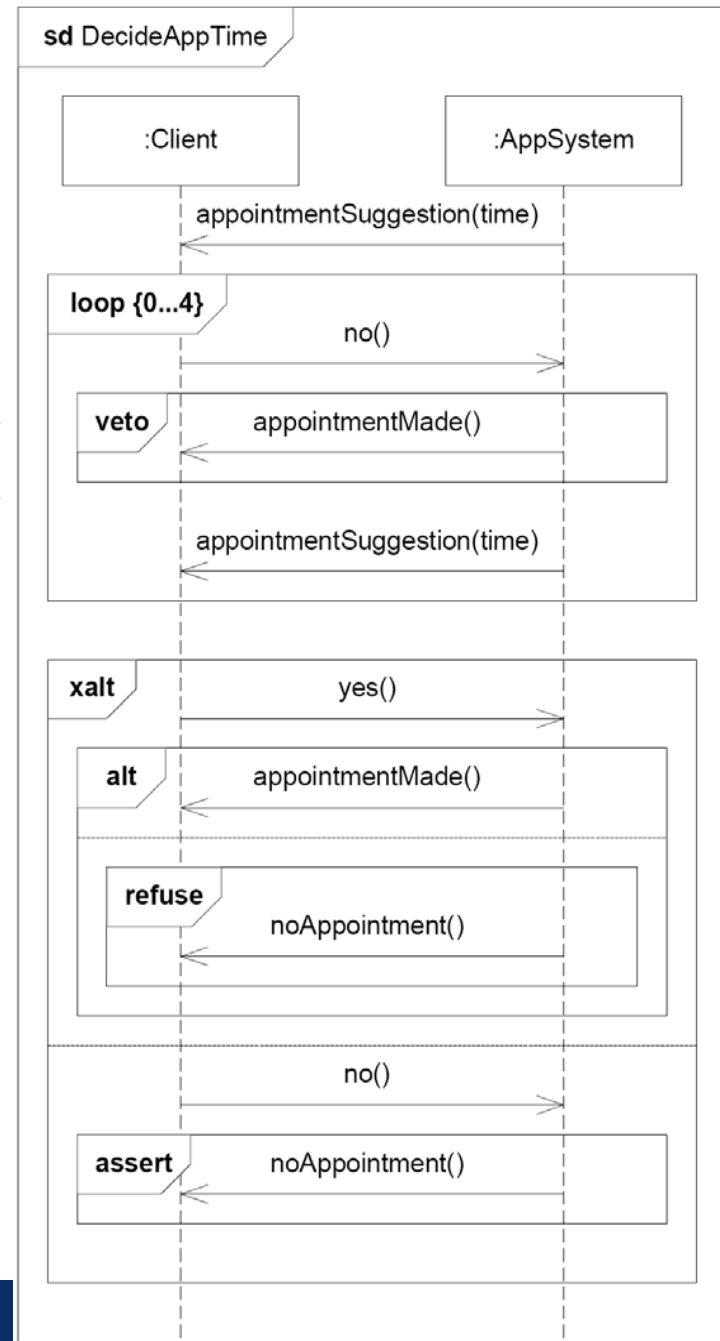 sd DecideAppTime
:Client
:AppSystem
appointmentSuggestion(time)
loop {0...4}
no()
veto
appointmentMade()
appointmentSuggestion(time)
xalt
yes()
alt
appointmentMade()
refuse
noAppointment()
no()
assert
noAppointment()